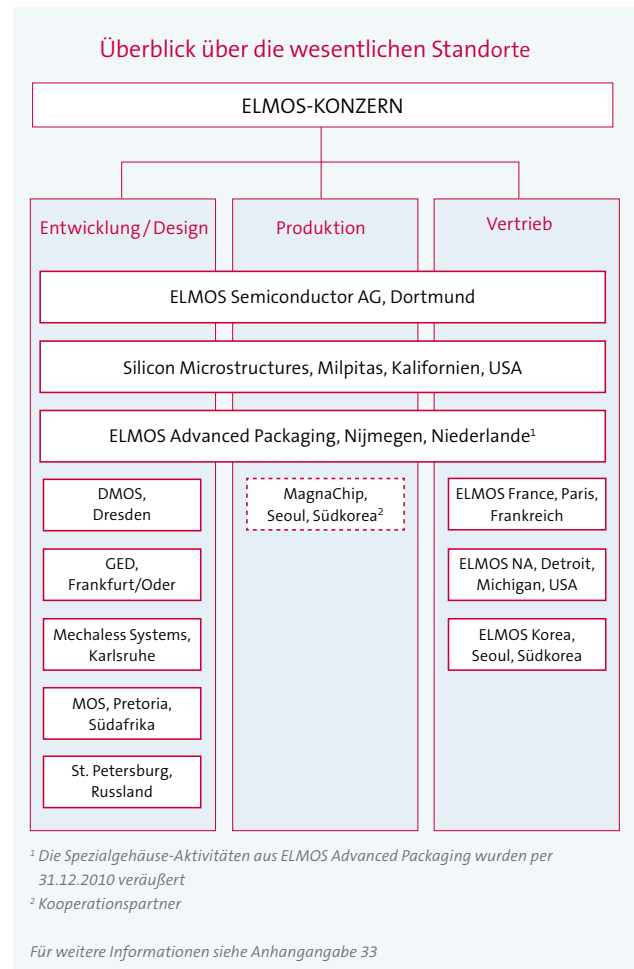 Überblick über die wesentlichen Standorte
ELMOS-KONZERN
Entwicklung / Design
Produktion
Vertrieb
ELMOS Semiconductor AG, Dortmund
Silicon Microstructures, Milpitas, Kalifornien, USA
ELMOS Advanced Packaging, Nijmegen, Niederlande¹
DMOS,
Dresden
GED,
Frankfurt/Oder
Mechaless Systems,
Karlsruhe
MOS, Pretoria,
Südafrika
St. Petersburg,
Russland
MagnaChip,
Seoul, Südkorea²
ELMOS France, Paris,
Frankreich
ELMOS NA, Detroit,
Michigan, USA
ELMOS Korea,
Seoul, Südkorea
¹ Die Spezialgehäuse-Aktivitäten aus ELMOS Advanced Packaging wurden per
31.12.2010 veräußert
² Kooperationspartner
Für weitere Informationen siehe Anhangangabe 33